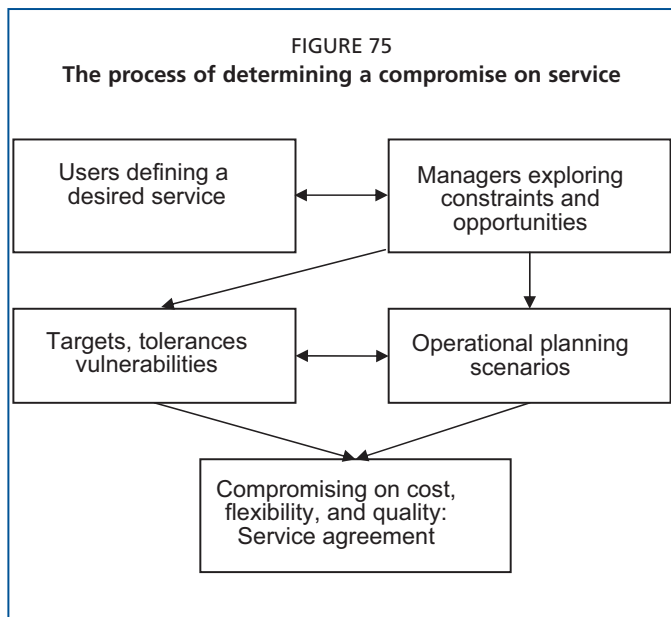 FIGURE 75
The process of determining a compromise on service
Users defining a
desired service
Managers exploring
constraints and
opportunities
Targets, tolerances
vulnerabilities
Operational planning
scenarios
Compromising on cost,
flexibility, and quality:
Service agreement